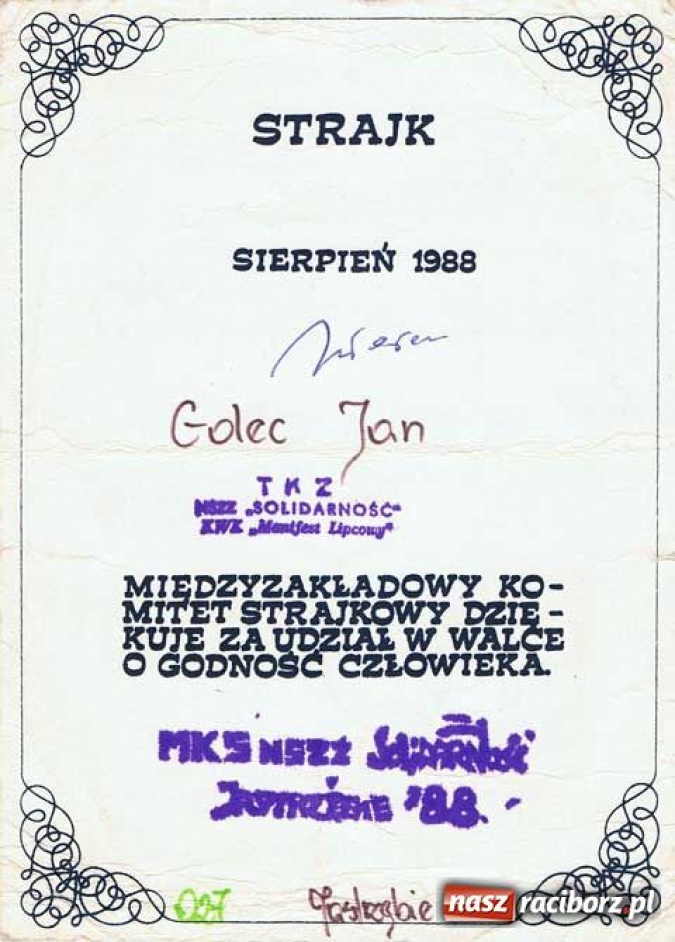 STRAJK
SIERPIEŃ 1988
Golec Jan
TKZ
NSZZ „SOLIDARNOŚĆ"
KWK „Manifest Lipcowy"
MIĘDZYZAKŁADOWY KO-
MITET STRAJKOWY DZIĘ-
KUJE ZA UDZIAŁ W WALCE
O GODNOŚĆ CZŁOWIEKA.
MKS NSZZ SOLIDARNOŚĆ
JASTRZĘBIE '88.
Jastrzębie
nasz raciborz.pl